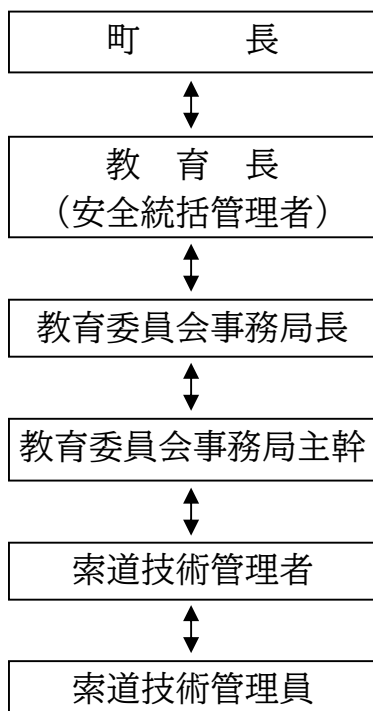 町　　長
教　育　長
（安全統括管理者）
教育委員会事務局長
教育委員会事務局主幹
索道技術管理者
索道技術管理員